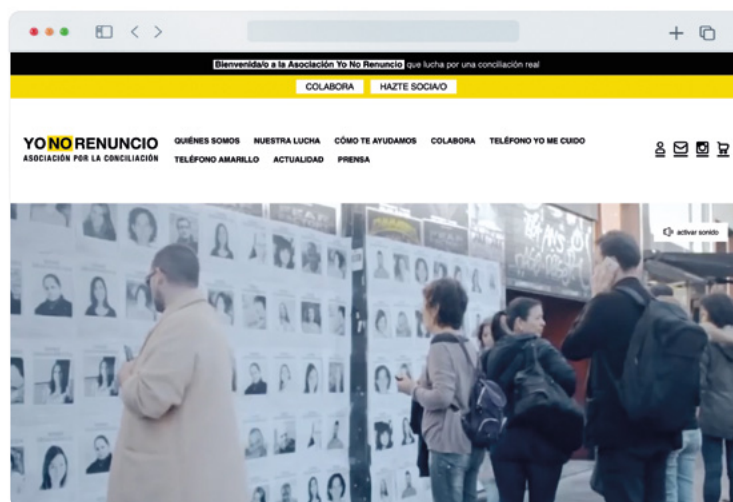 Bienvenida/o a la Asociación Yo No Renuncio que lucha por una conciliación real
COLABORA HAZTE SOCIA/O
YO NO RENUNCIO
ASOCIACIÓN POR LA CONCILIACIÓN
QUIÉNES SOMOS NUESTRA LUCHA CÓMO TE AYUDAMOS COLABORA TELÉFONO YO ME CUIDO
TELÉFONO AMARILLO ACTUALIDAD PRENSA
activar sonido